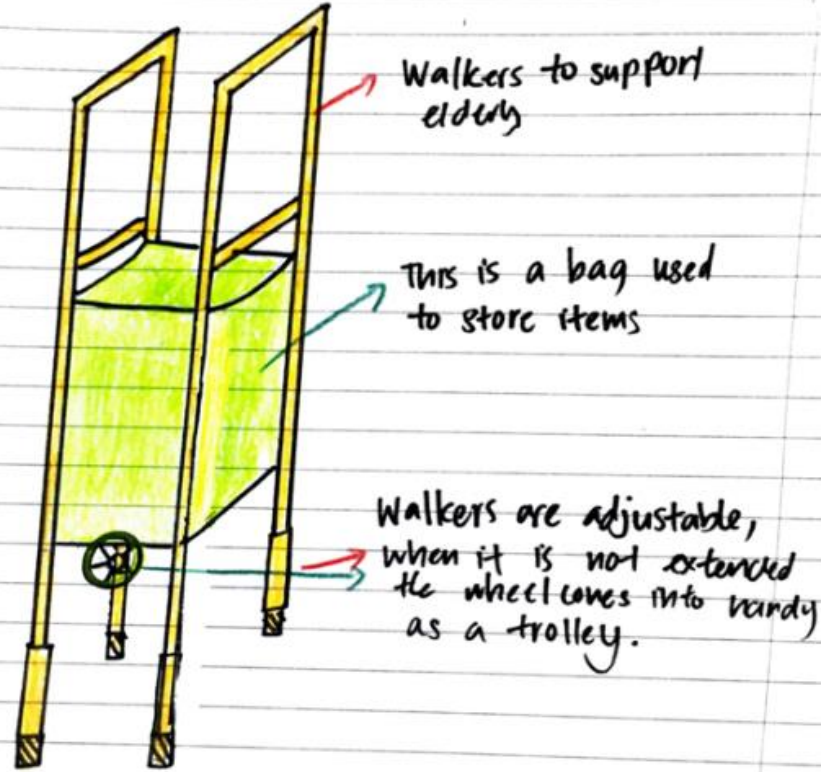 Walkers to support
elderly
This is a bag used
to store items
Walkers are adjustable,
when it is not extended
the wheel comes into handy
as a trolley.